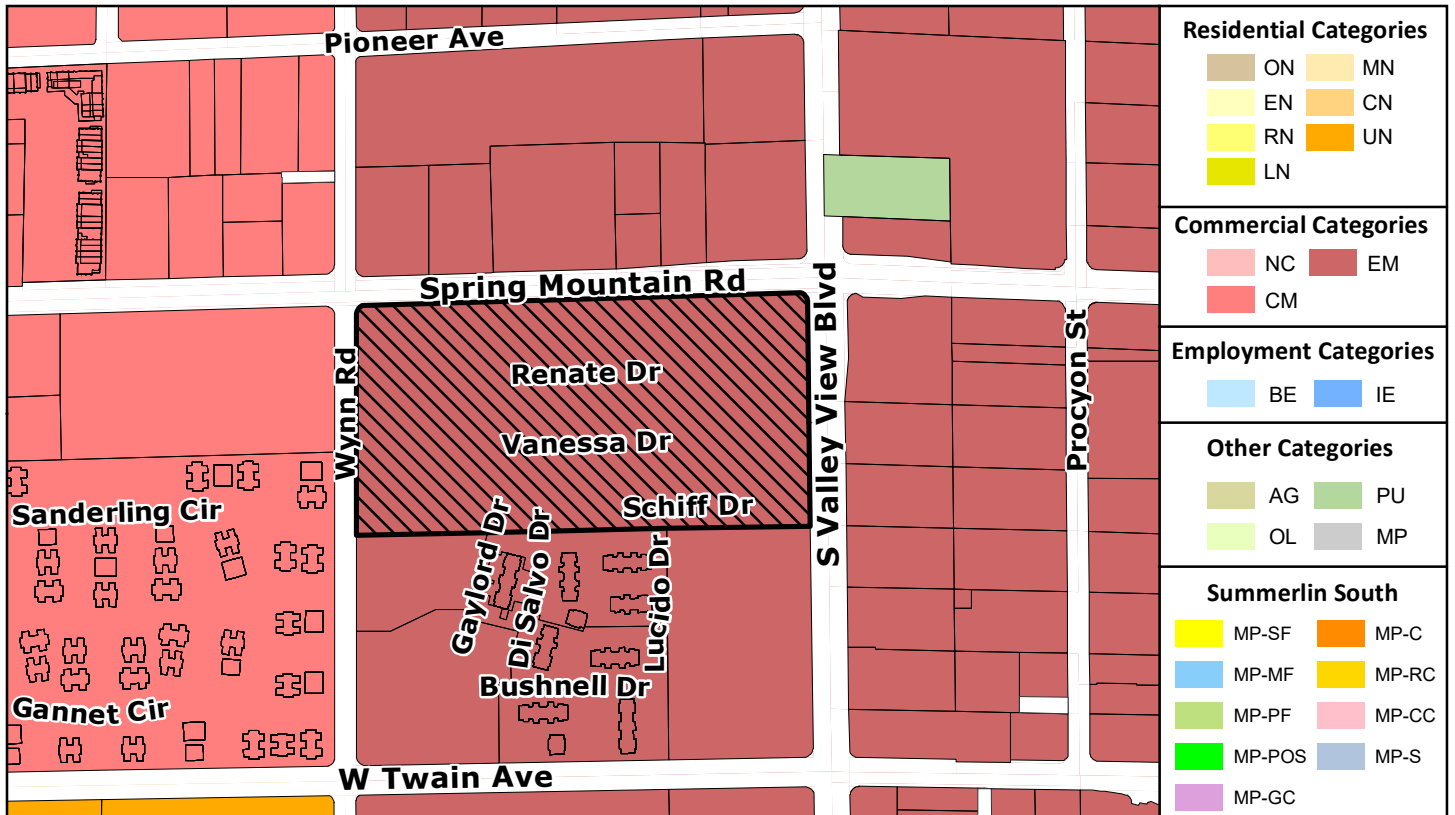 Pioneer Ave
Spring Mountain Rd
Wynn Rd
Renate Dr
Vanessa Dr
Schiff Dr
S Valley View Blvd
Procyon St
Sanderling Cir
Gaylord Dr
Di Salvo Dr
Lucido Dr
Bushnell Dr
Gannet Cir
W Twain Ave
Residential Categories
ON MN
EN CN
RN UN
LN
Commercial Categories
NC EM
CM
Employment Categories
BE IE
Other Categories
AG PU
OL MP
Summerlin South
MP-SF MP-C
MP-MF MP-RC
MP-PF MP-CC
MP-POS MP-S
MP-GC